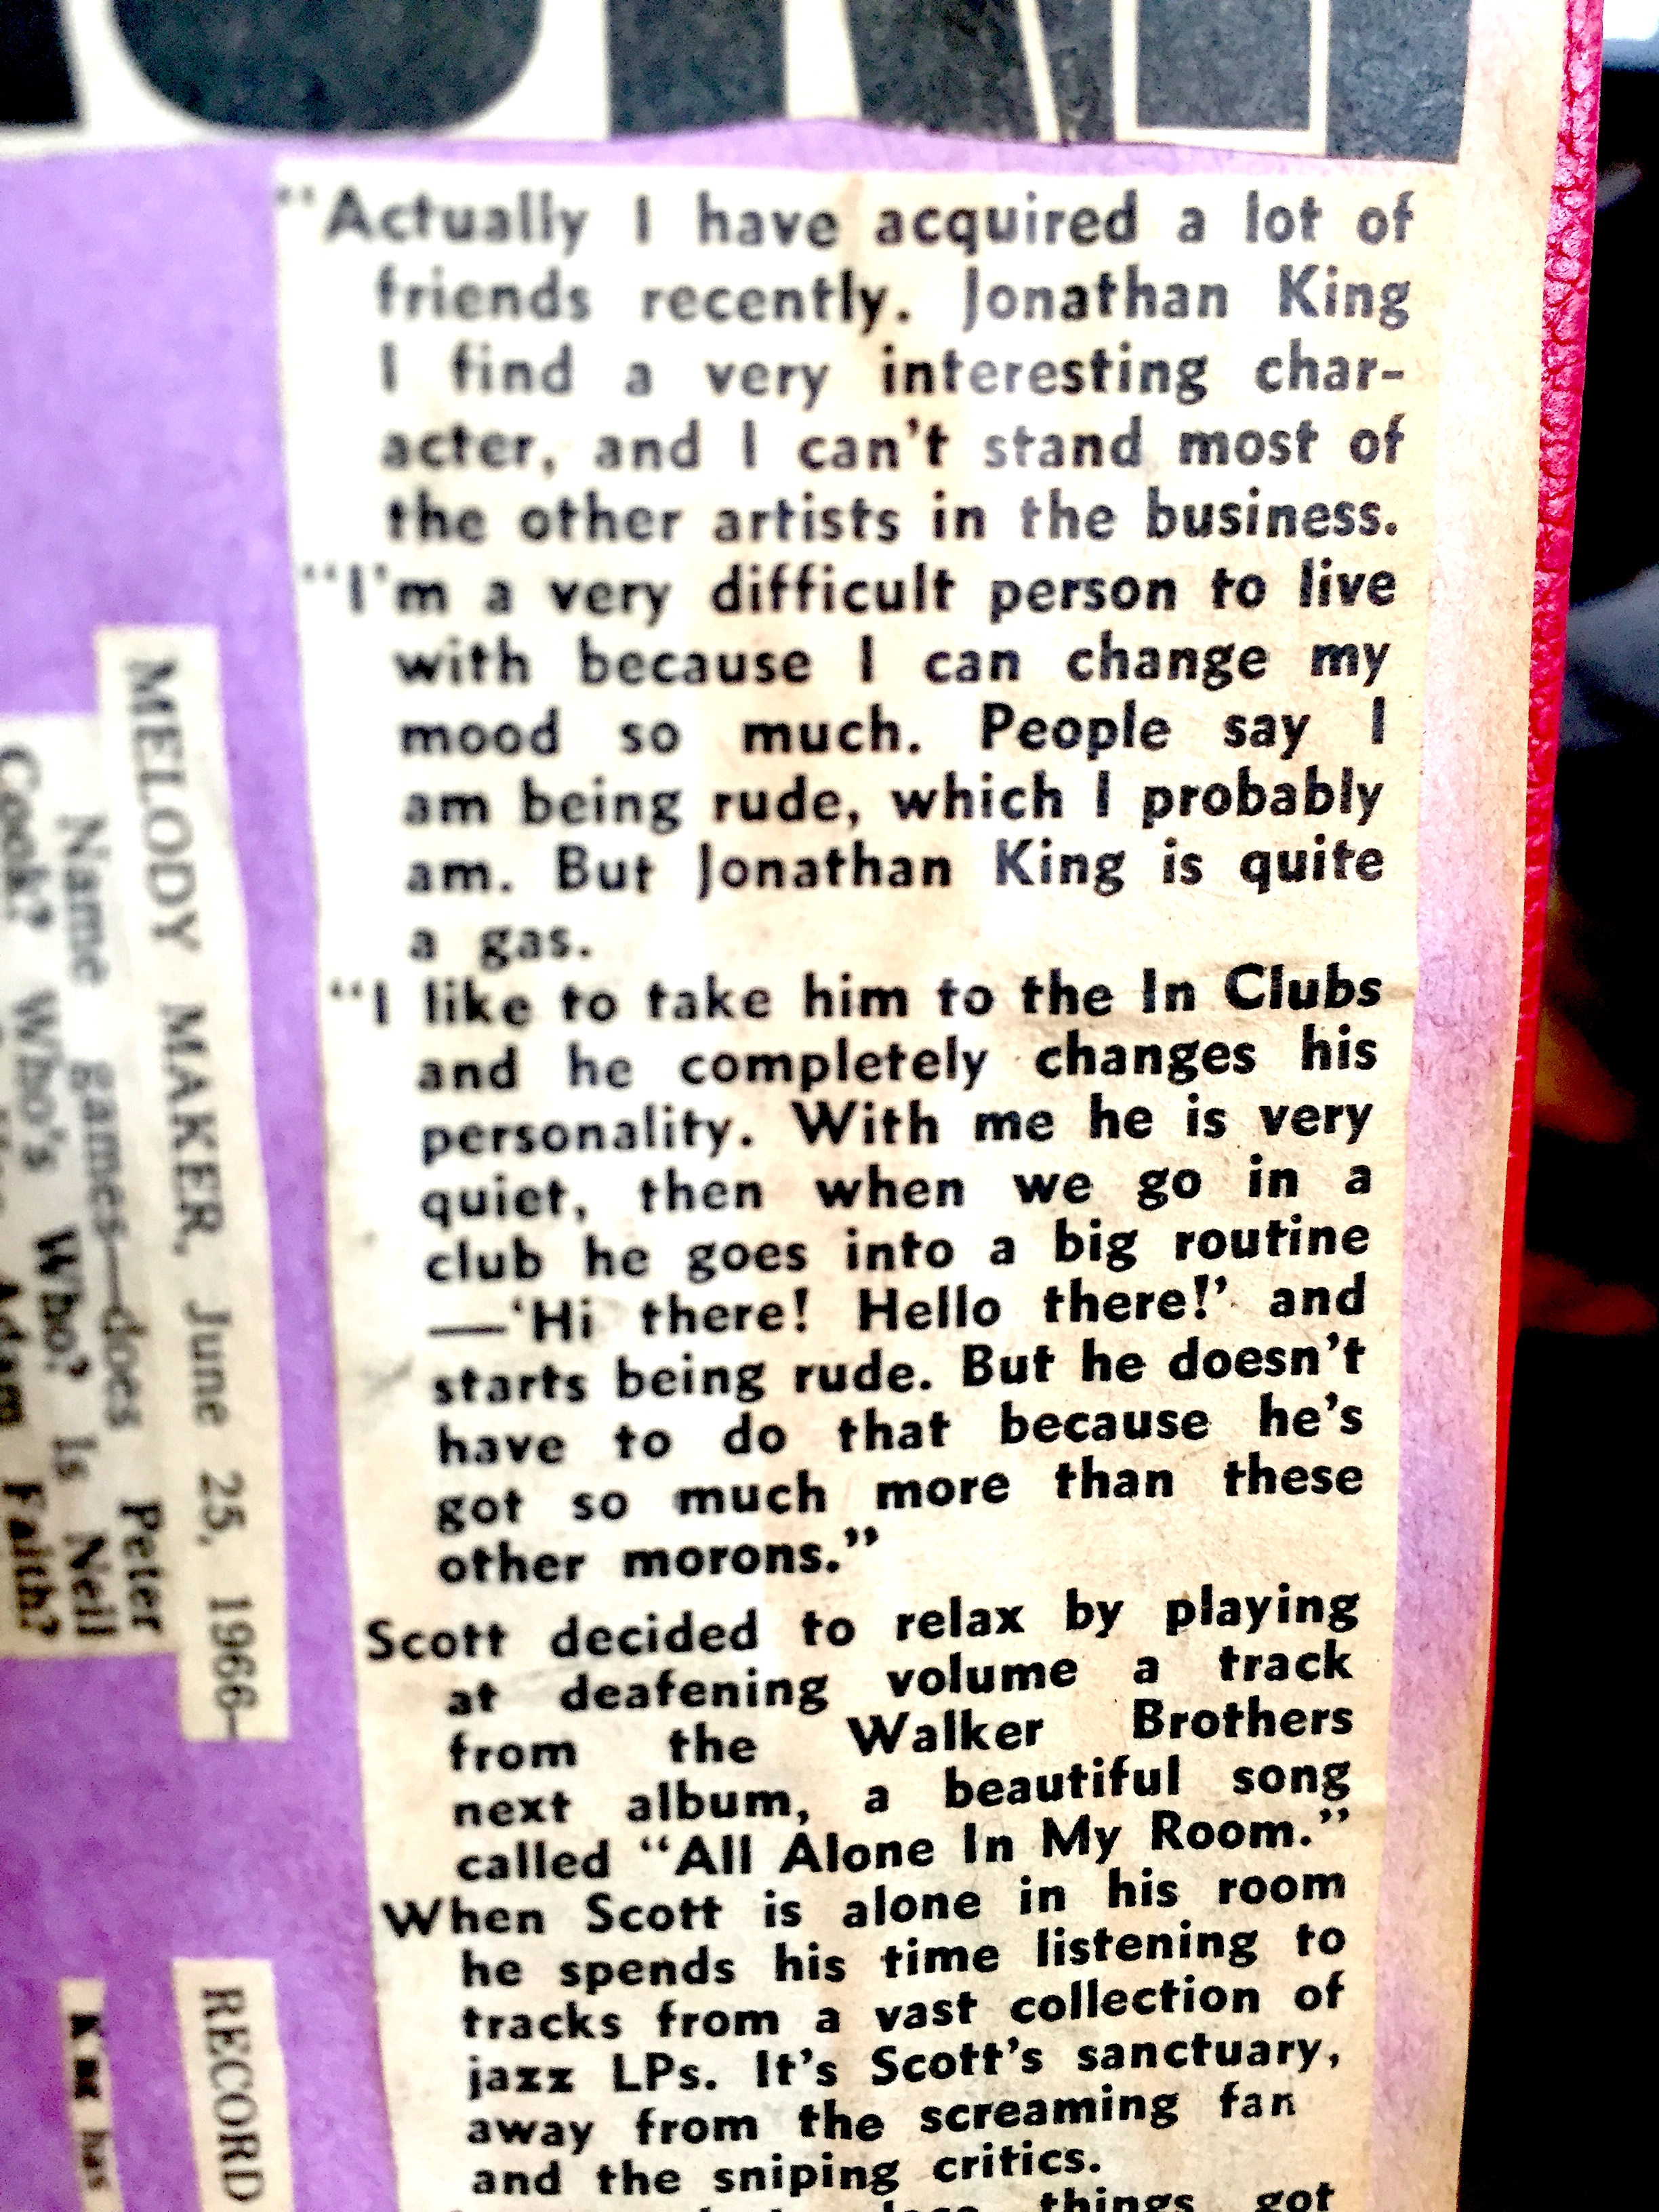 "Actually I have acquired a lot of
friends recently. Jonathan King
I find a very interesting char-
acter, and I can't stand most of
the other artists in the business.
"I'm a very difficult person to live
with because I can change my
mood so much. People say I
am being rude, which I probably
am. But Jonathan King is quite
a gas.
"I like to take him to the In Clubs
and he completely changes his
personality. With me he is very
quiet, then when we go in a
club he goes into a big routine
—'Hi there! Hello there!' and
starts being rude. But he doesn't
have to do that because he's
got so much more than these
other morons."
Scott decided to relax by playing
at deafening volume a track
from the Walker Brothers
next album, a beautiful song
called "All Alone In My Room."
When Scott is alone in his room
he spends his time listening to
tracks from a vast collection of
jazz LPs. It's Scott's sanctuary,
away from the screaming fan
and the sniping critics.
things got
MELODY MAKER, June 25, 1966—
Name games—does Peter
Cook? Who's Who? Is Nell
Adam Faith?
RECORD
has